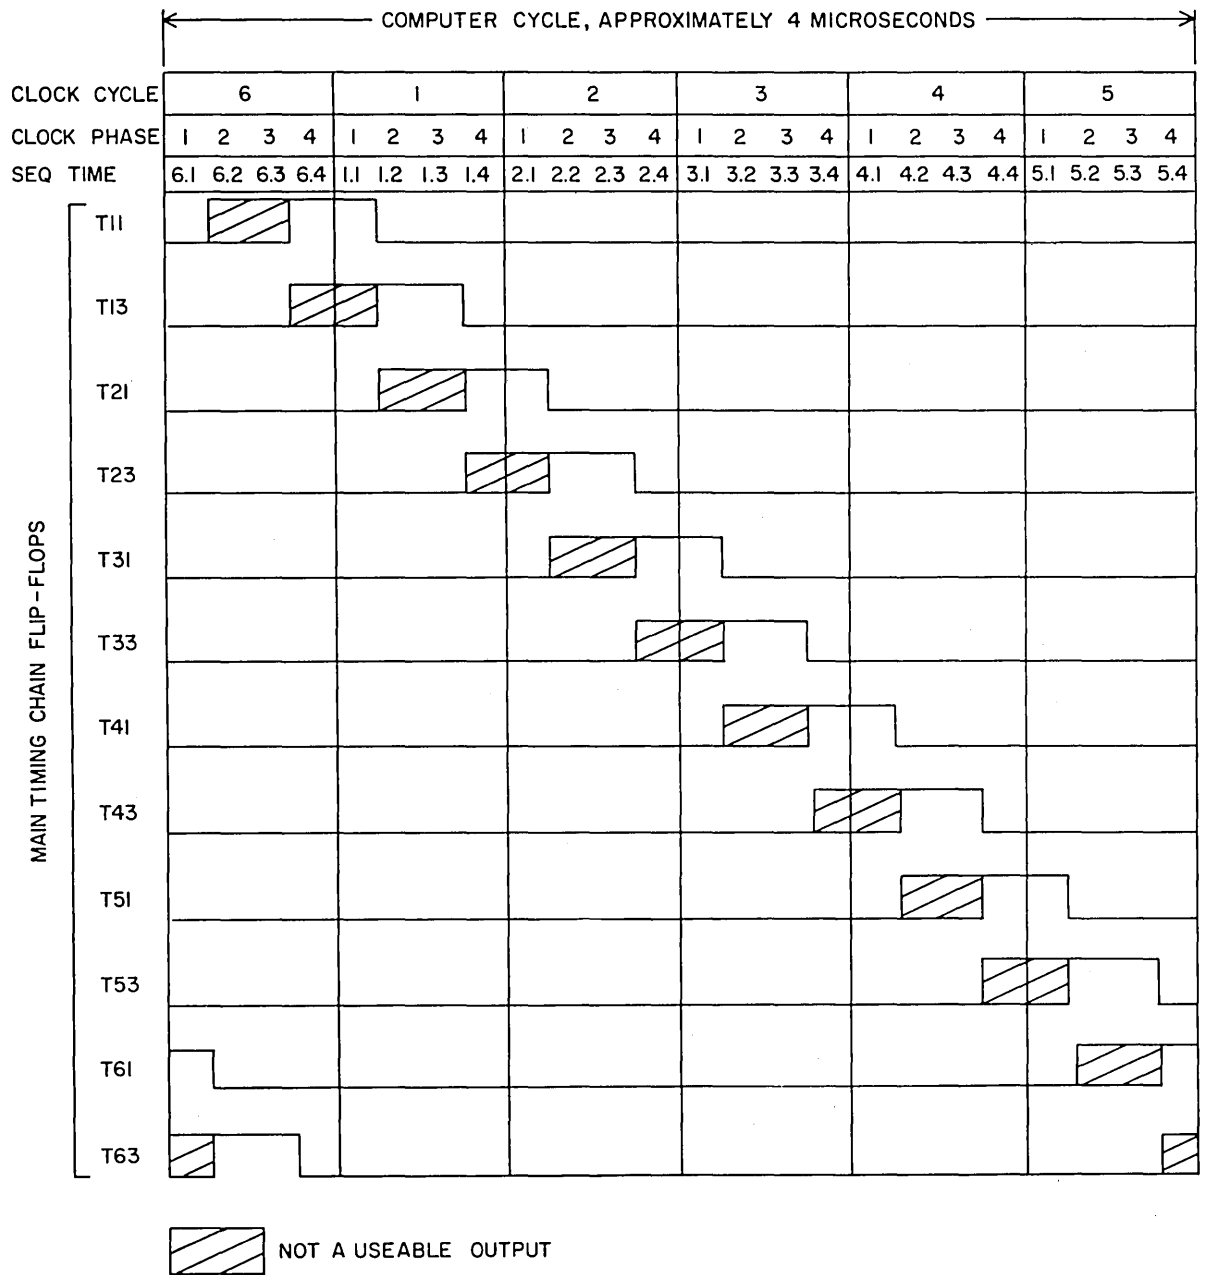 COMPUTER CYCLE, APPROXIMATELY 4 MICROSECONDS
CLOCK CYCLE 6 1 2 3 4 5
CLOCK PHASE 1 2 3 4 1 2 3 4 1 2 3 4 1 2 3 4 1 2 3 4 1 2 3 4
SEQ TIME 6.1 6.2 6.3 6.4 1.1 1.2 1.3 1.4 2.1 2.2 2.3 2.4 3.1 3.2 3.3 3.4 4.1 4.2 4.3 4.4 5.1 5.2 5.3 5.4
MAIN TIMING CHAIN FLIP-FLOPS
T11
T13
T21
T23
T31
T33
T41
T43
T51
T53
T61
T63
NOT A USEABLE OUTPUT